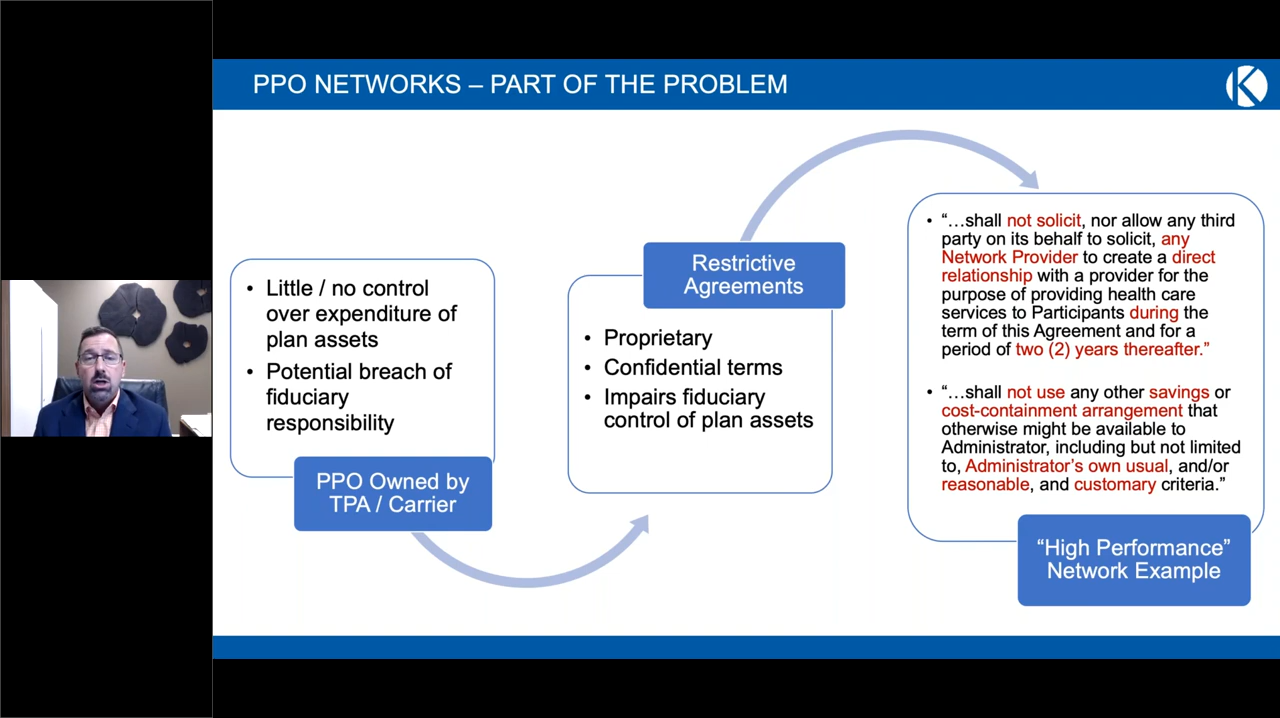 PPO NETWORKS – PART OF THE PROBLEM
K
• Little / no control
over expenditure of
plan assets
• Potential breach of
fiduciary
responsibility
PPO Owned by
TPA / Carrier
Restrictive
Agreements
• Proprietary
• Confidential terms
• Impairs fiduciary
control of plan assets
• “…shall not solicit, nor allow any third
party on its behalf to solicit, any
Network Provider to create a direct
relationship with a provider for the
purpose of providing health care
services to Participants during the
term of this Agreement and for a
period of two (2) years thereafter.”
• “…shall not use any other savings or
cost-containment arrangement that
otherwise might be available to
Administrator, including but not limited
to, Administrator’s own usual, and/or
reasonable, and customary criteria.”
“High Performance”
Network Example